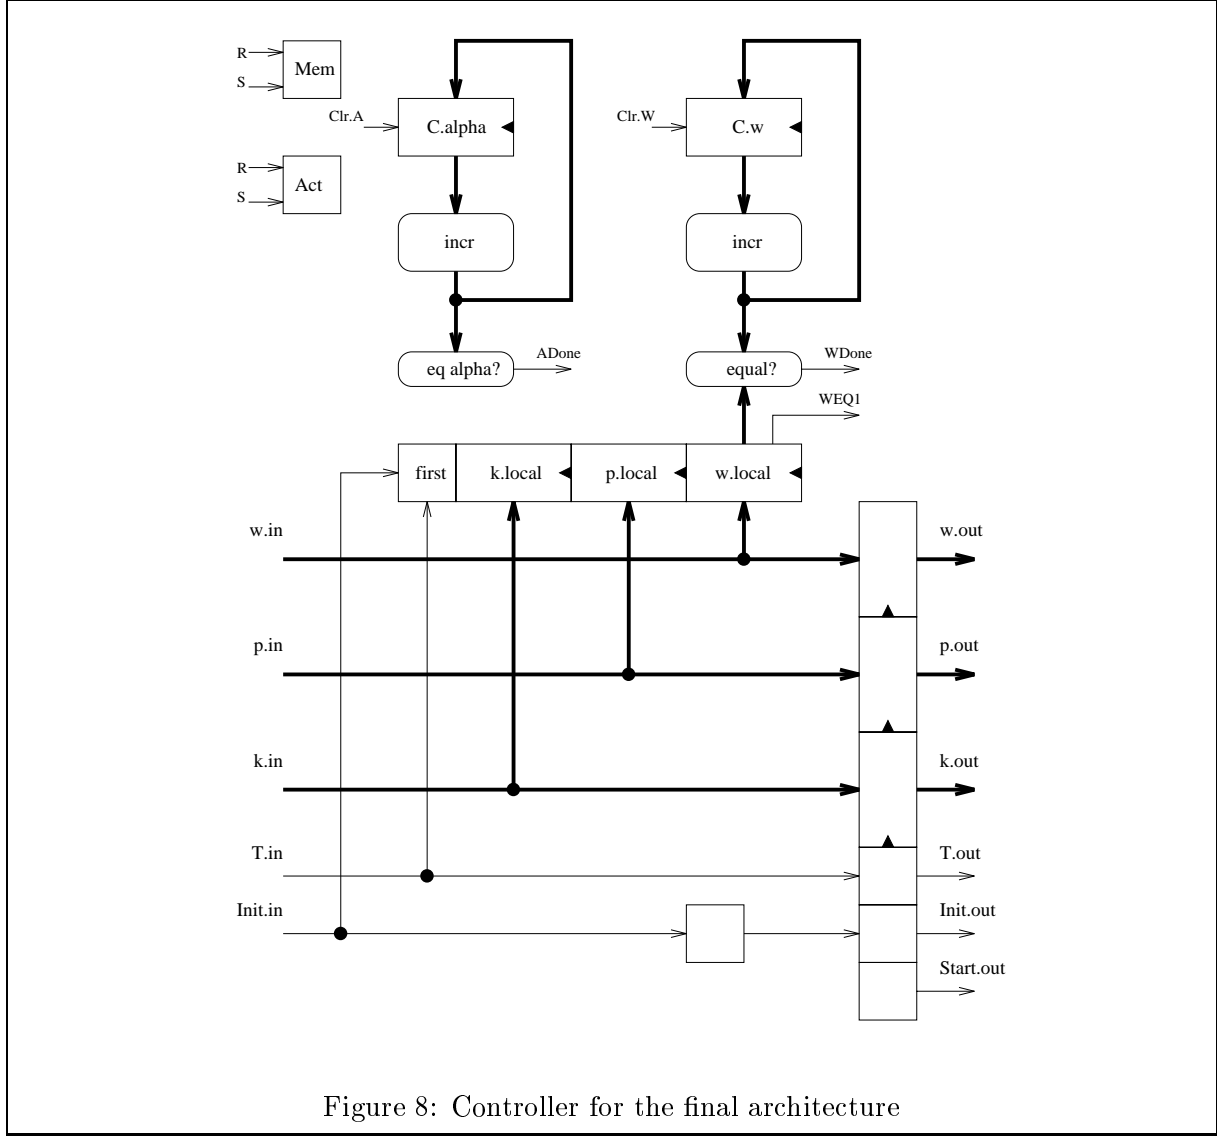 R
Mem
S
Clr.A
C.alpha
Clr.W
C.w
R
Act
S
incr
incr
ADone
eq alpha?
WDone
equal?
WEQ1
first
k.local
p.local
w.local
w.in
w.out
p.in
p.out
k.in
k.out
T.in
T.out
Init.in
Init.out
Start.out
Figure 8: Controller for the final architecture